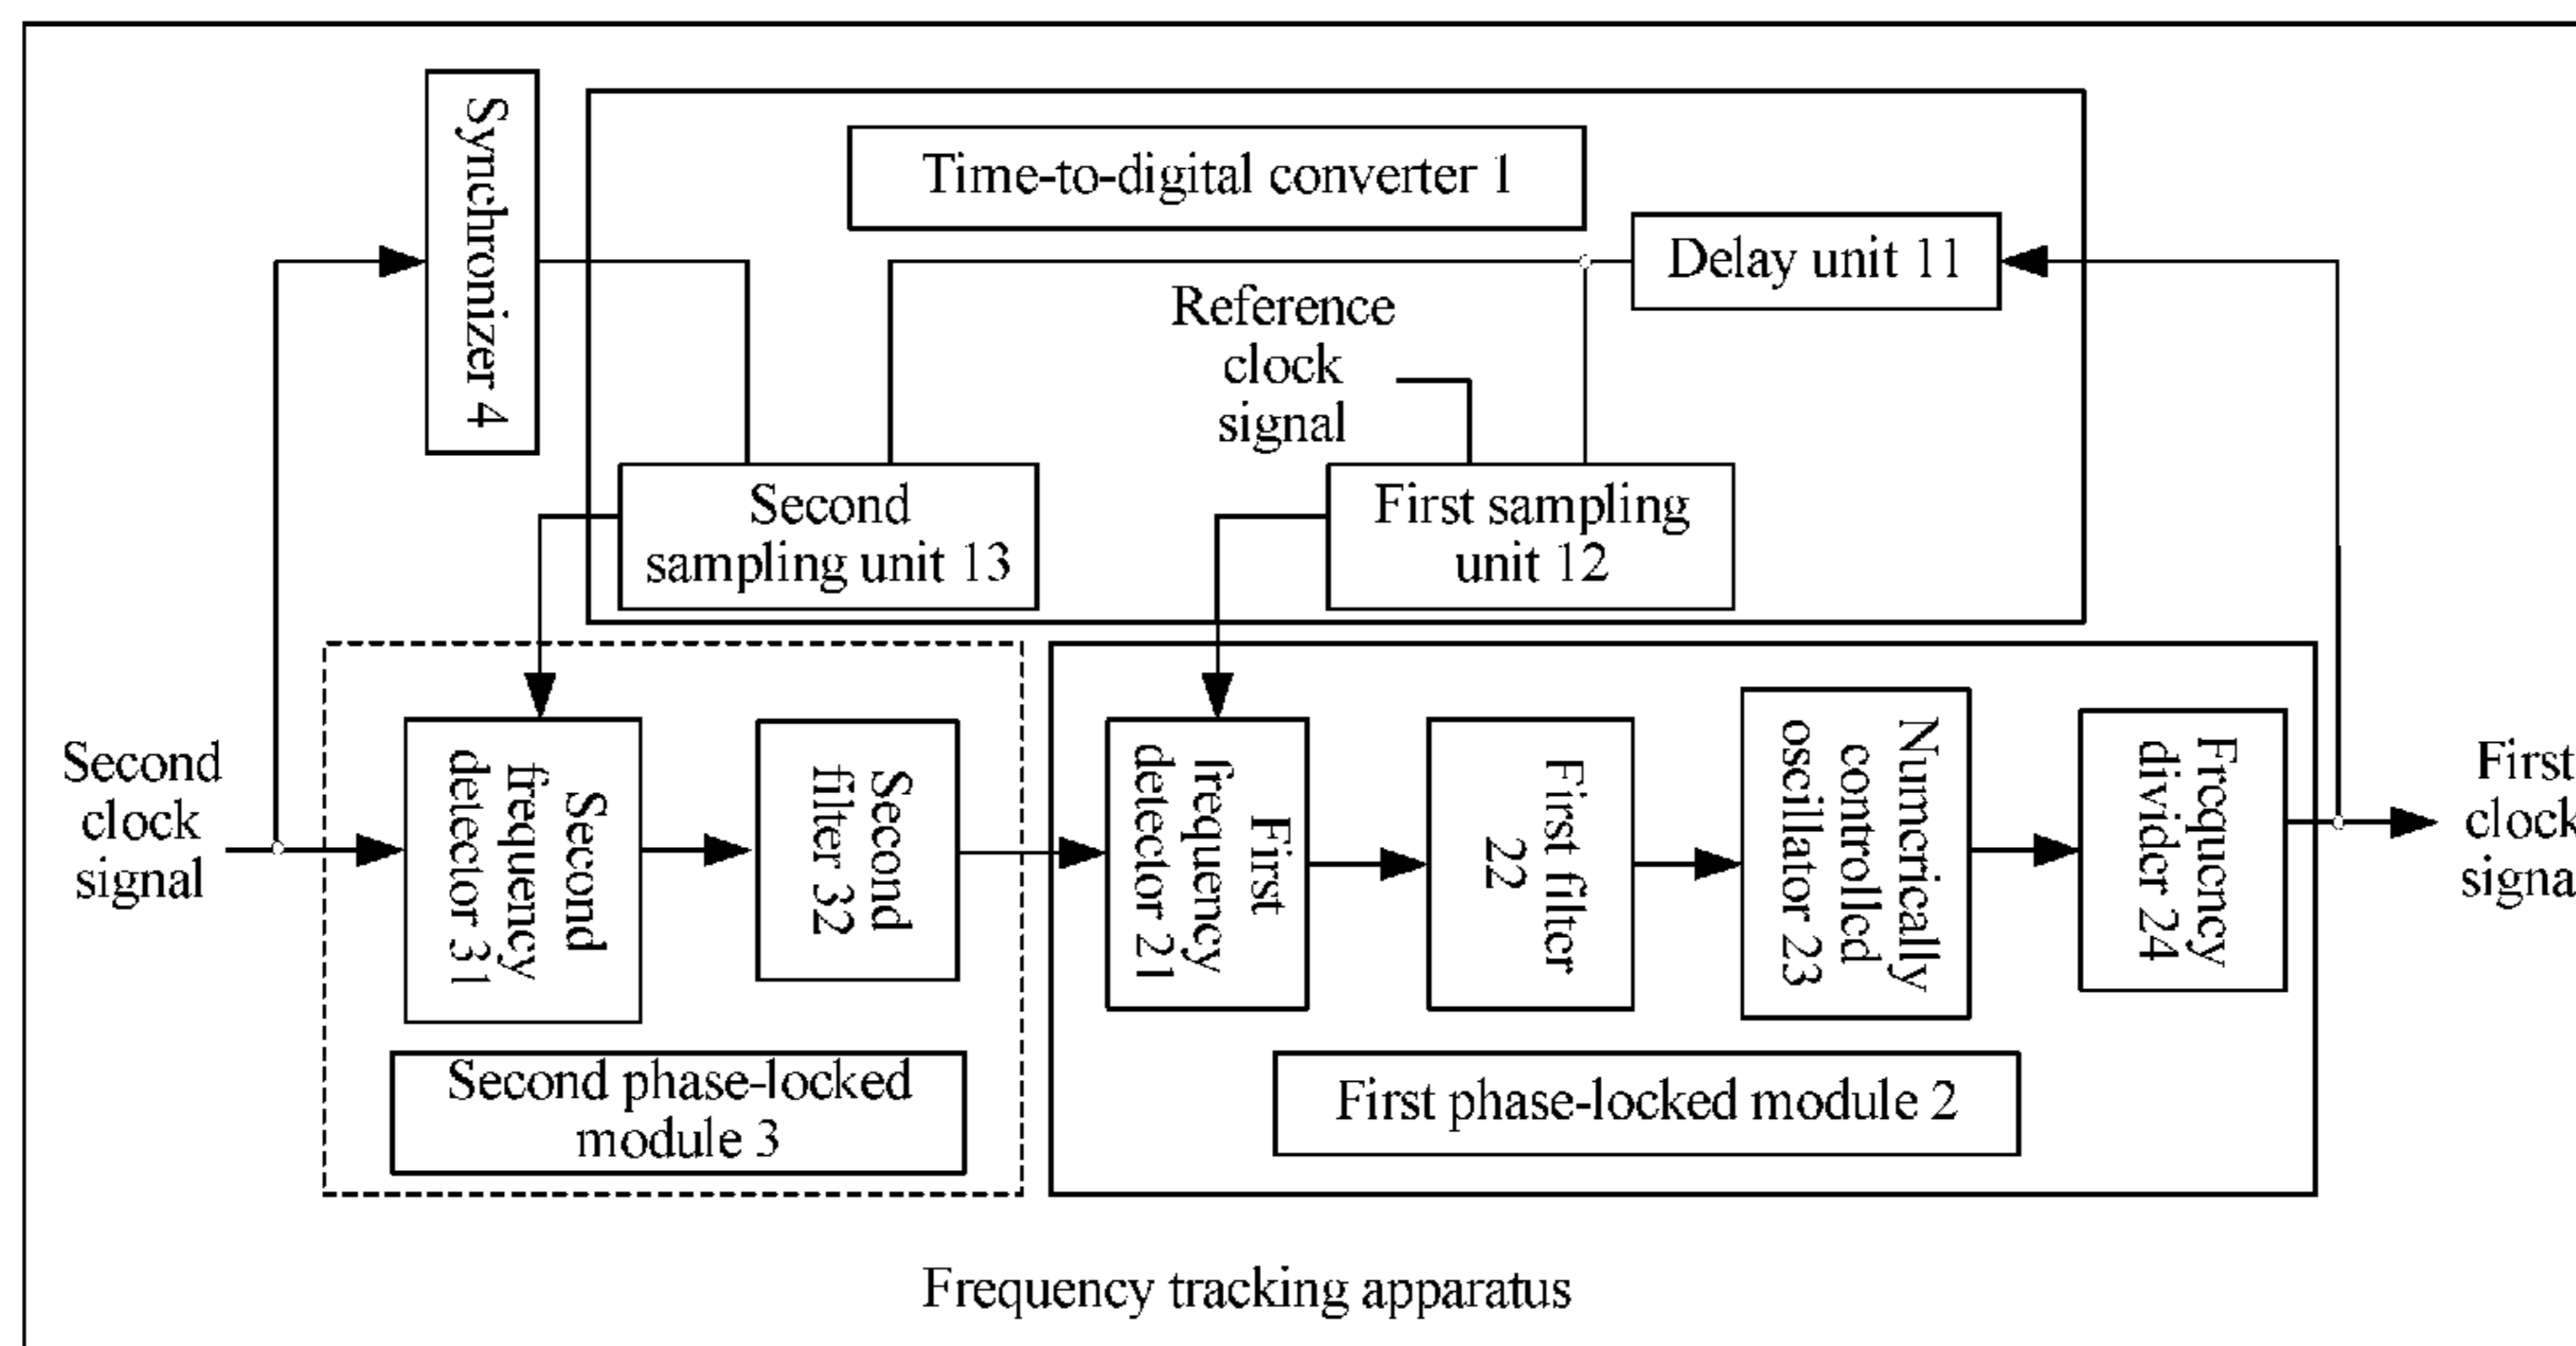 Synchronizer 4
Time-to-digital converter 1
Delay unit 11
Reference
clock
signal
Second
sampling unit 13
First sampling
unit 12
Second
clock
signal
Second
frequency
detector 31
Second
filter 32
First
frequency
detector 21
First filter
22
Numerically
controlled
oscillator 23
Frequency
divider 24
First
clock
signal
Second phase-locked
module 3
First phase-locked module 2
Frequency tracking apparatus